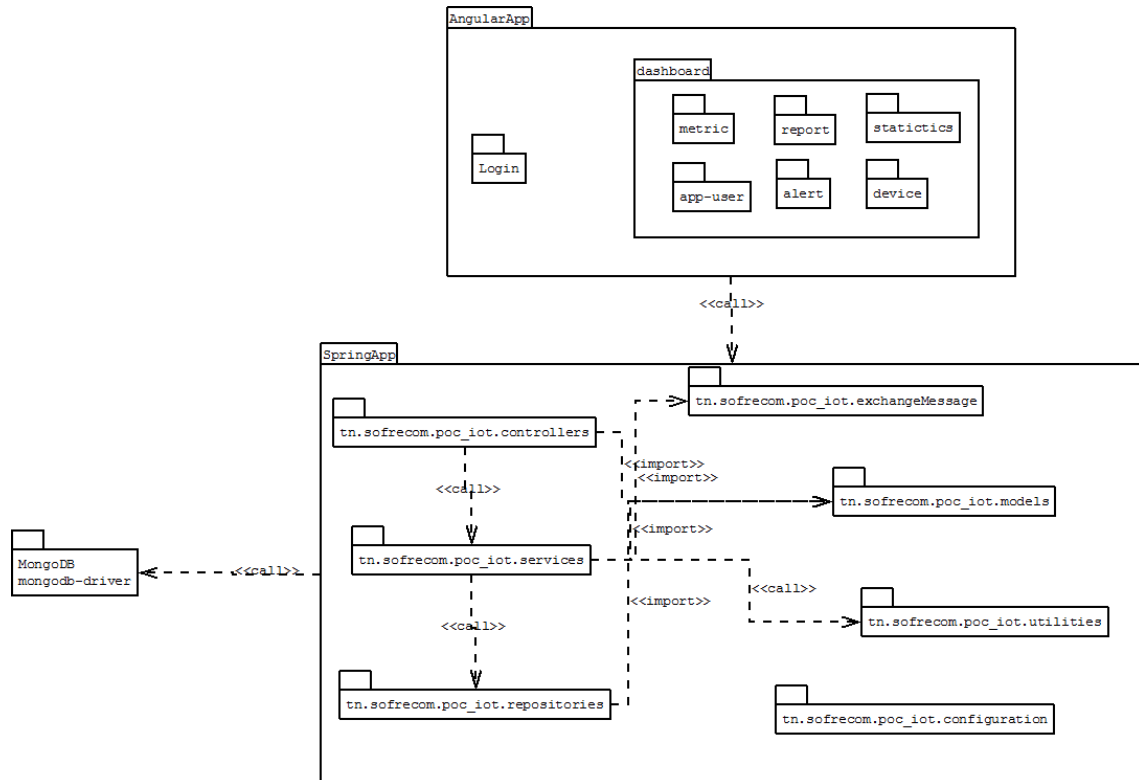 AngularApp
dashboard
metric
report
statictics
Login
app-user
alert
device
<<call>>
SpringApp
tn.sofrecom.poc_iot.exchangeMessage
tn.sofrecom.poc_iot.controllers
<<import>>
<<import>>
<<call>>
tn.sofrecom.poc_iot.models
<<import>>
MongoDB
mongodb-driver
<<call>>
tn.sofrecom.poc_iot.services
<<call>>
<<import>>
<<call>>
tn.sofrecom.poc_iot.utilities
tn.sofrecom.poc_iot.repositories
tn.sofrecom.poc_iot.configuration